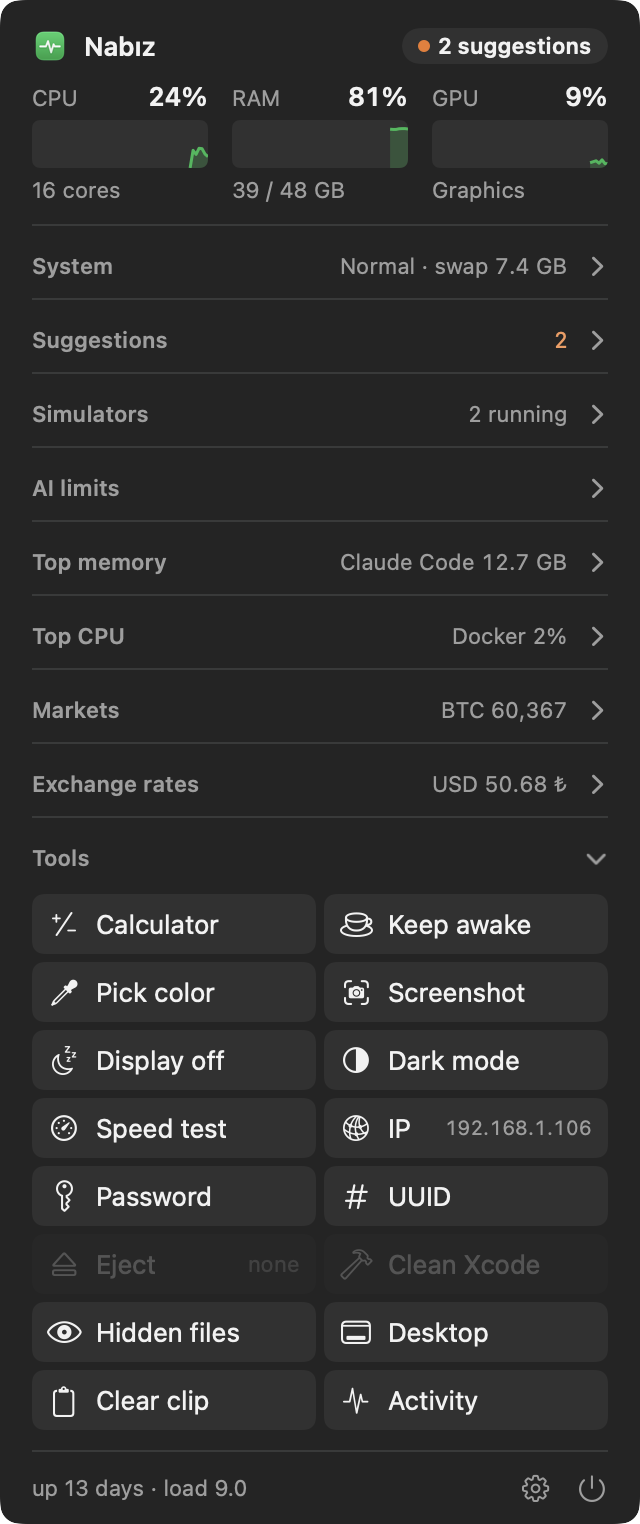 Nabız
2 suggestions
CPU 24%
RAM 81%
GPU 9%
16 cores
39 / 48 GB
Graphics
System Normal · swap 7.4 GB
Suggestions 2
Simulators 2 running
AI limits
Top memory Claude Code 12.7 GB
Top CPU Docker 2%
Markets BTC 60,367
Exchange rates USD 50.68 ₺
Tools
Calculator
Keep awake
Pick color
Screenshot
Display off
Dark mode
Speed test
IP 192.168.1.106
Password
UUID
Eject none
Clean Xcode
Hidden files
Desktop
Clear clip
Activity
up 13 days · load 9.0